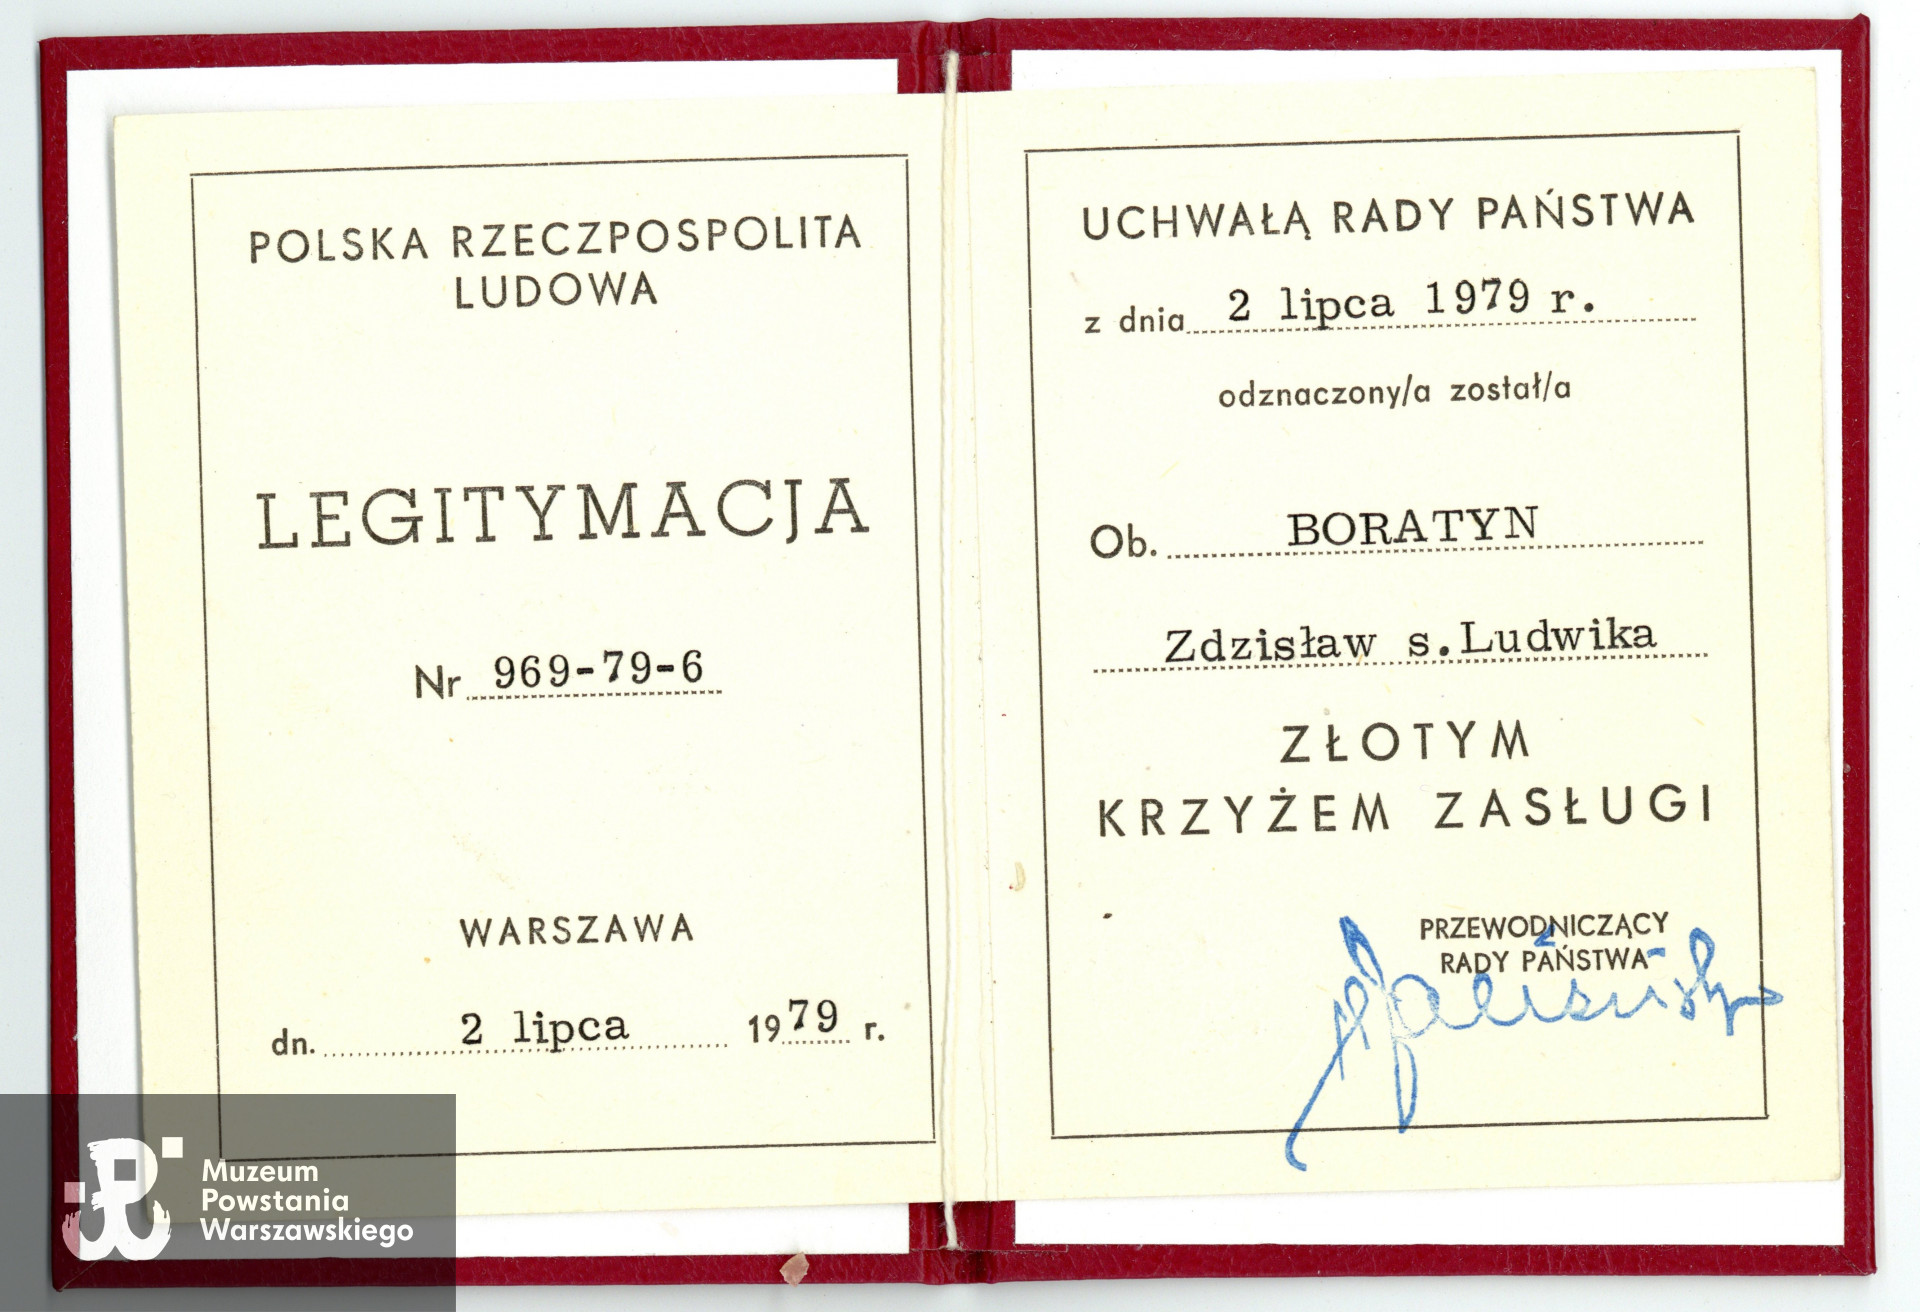 POLSKA RZECZPOSPOLITA
LUDOWA
LEGITYMACJA
Nr 969-79-6
WARSZAWA
dn. 2 lipca 1979 r.
UCHWAŁĄ RADY PAŃSTWA
z dnia 2 lipca 1979 r.
odznaczony/a został/a
Ob. BORATYN
Zdzisław s.Ludwika
ZŁOTYM
KRZYŻEM ZASŁUGI
PRZEWODNICZĄCY
RADY PAŃSTWA
Muzeum
Powstania
Warszawskiego